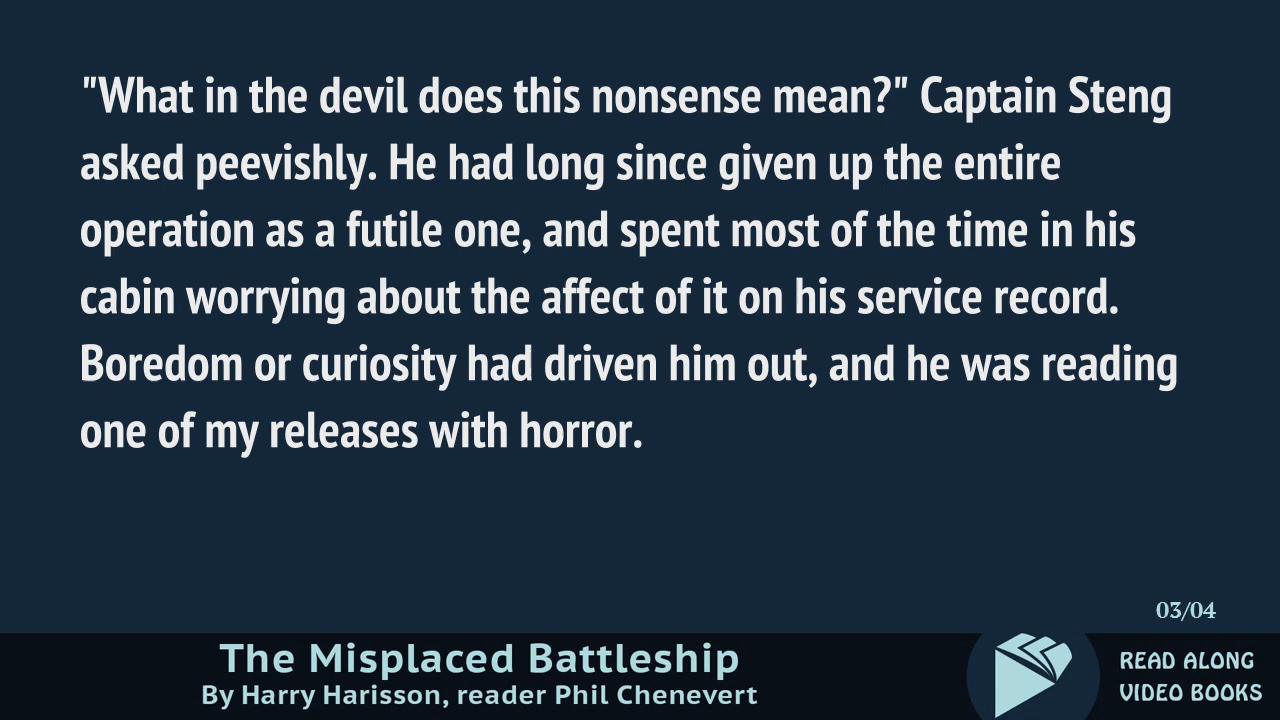 "What in the devil does this nonsense mean?" Captain Steng
asked peevishly. He had long since given up the entire
operation as a futile one, and spent most of the time in his
cabin worrying about the affect of it on his service record.
Boredom or curiosity had driven him out, and he was reading
one of my releases with horror.
03/04
The Misplaced Battleship
By Harry Harisson, reader Phil Chenevert
READ ALONG
VIDEO BOOKS